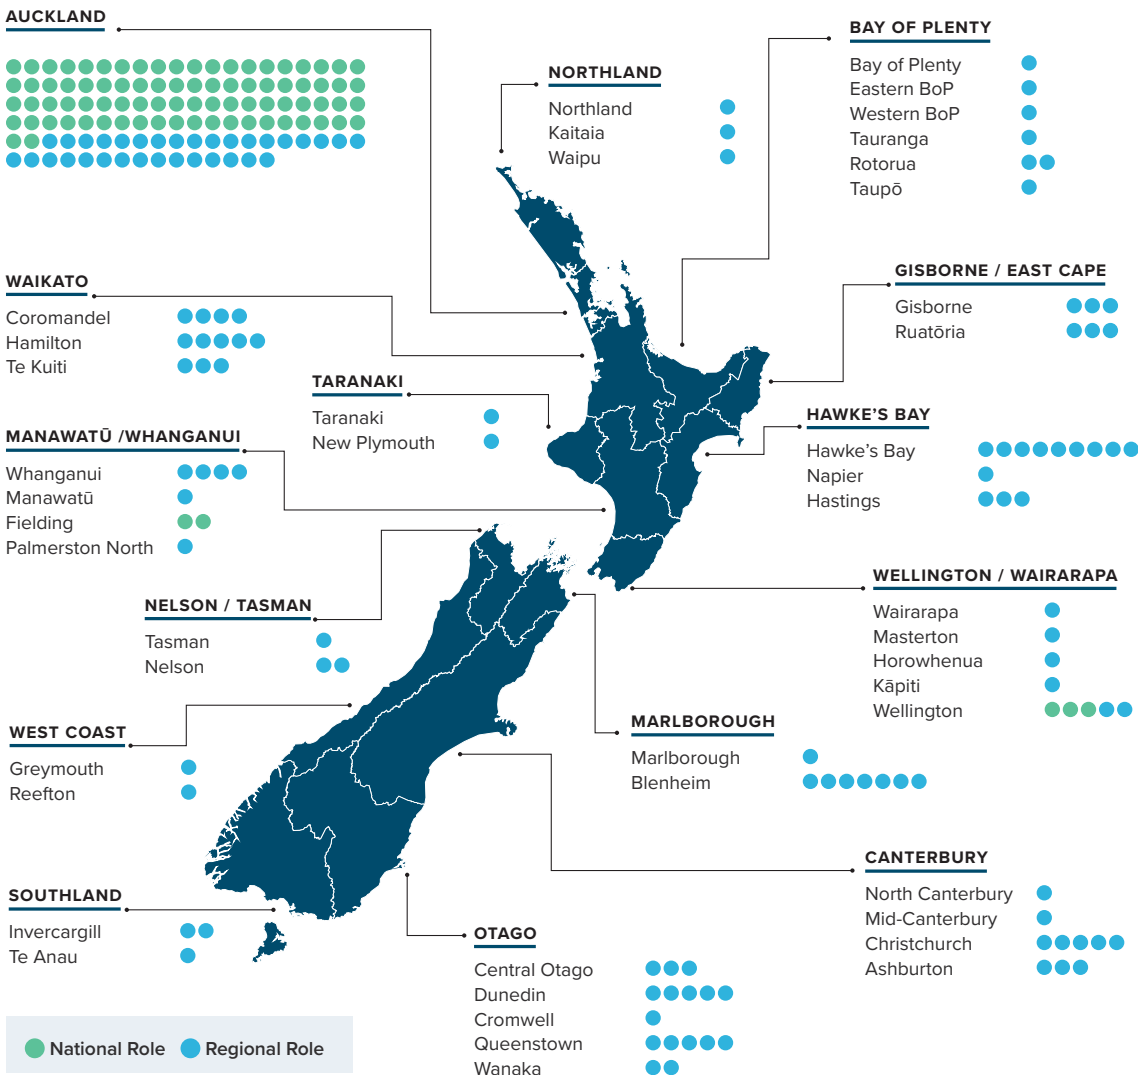 AUCKLAND
NORTHLAND
Northland
Kaitaia
Waipu
BAY OF PLENTY
Bay of Plenty
Eastern BoP
Western BoP
Tauranga
Rotorua
Taupō
WAIKATO
Coromandel
Hamilton
Te Kuiti
GISBORNE / EAST CAPE
Gisborne
Ruatōria
TARANAKI
Taranaki
New Plymouth
HAWKE’S BAY
Hawke’s Bay
Napier
Hastings
MANAWATŪ /WHANGANUI
Whanganui
Manawatū
Fielding
Palmerston North
WELLINGTON / WAIRARAPA
Wairarapa
Masterton
Horowhenua
Kāpiti
Wellington
NELSON / TASMAN
Tasman
Nelson
WEST COAST
Greymouth
Reefton
MARLBOROUGH
Marlborough
Blenheim
CANTERBURY
North Canterbury
Mid-Canterbury
Christchurch
Ashburton
SOUTHLAND
Invercargill
Te Anau
OTAGO
Central Otago
Dunedin
Cromwell
Queenstown
Wanaka
National Role Regional Role